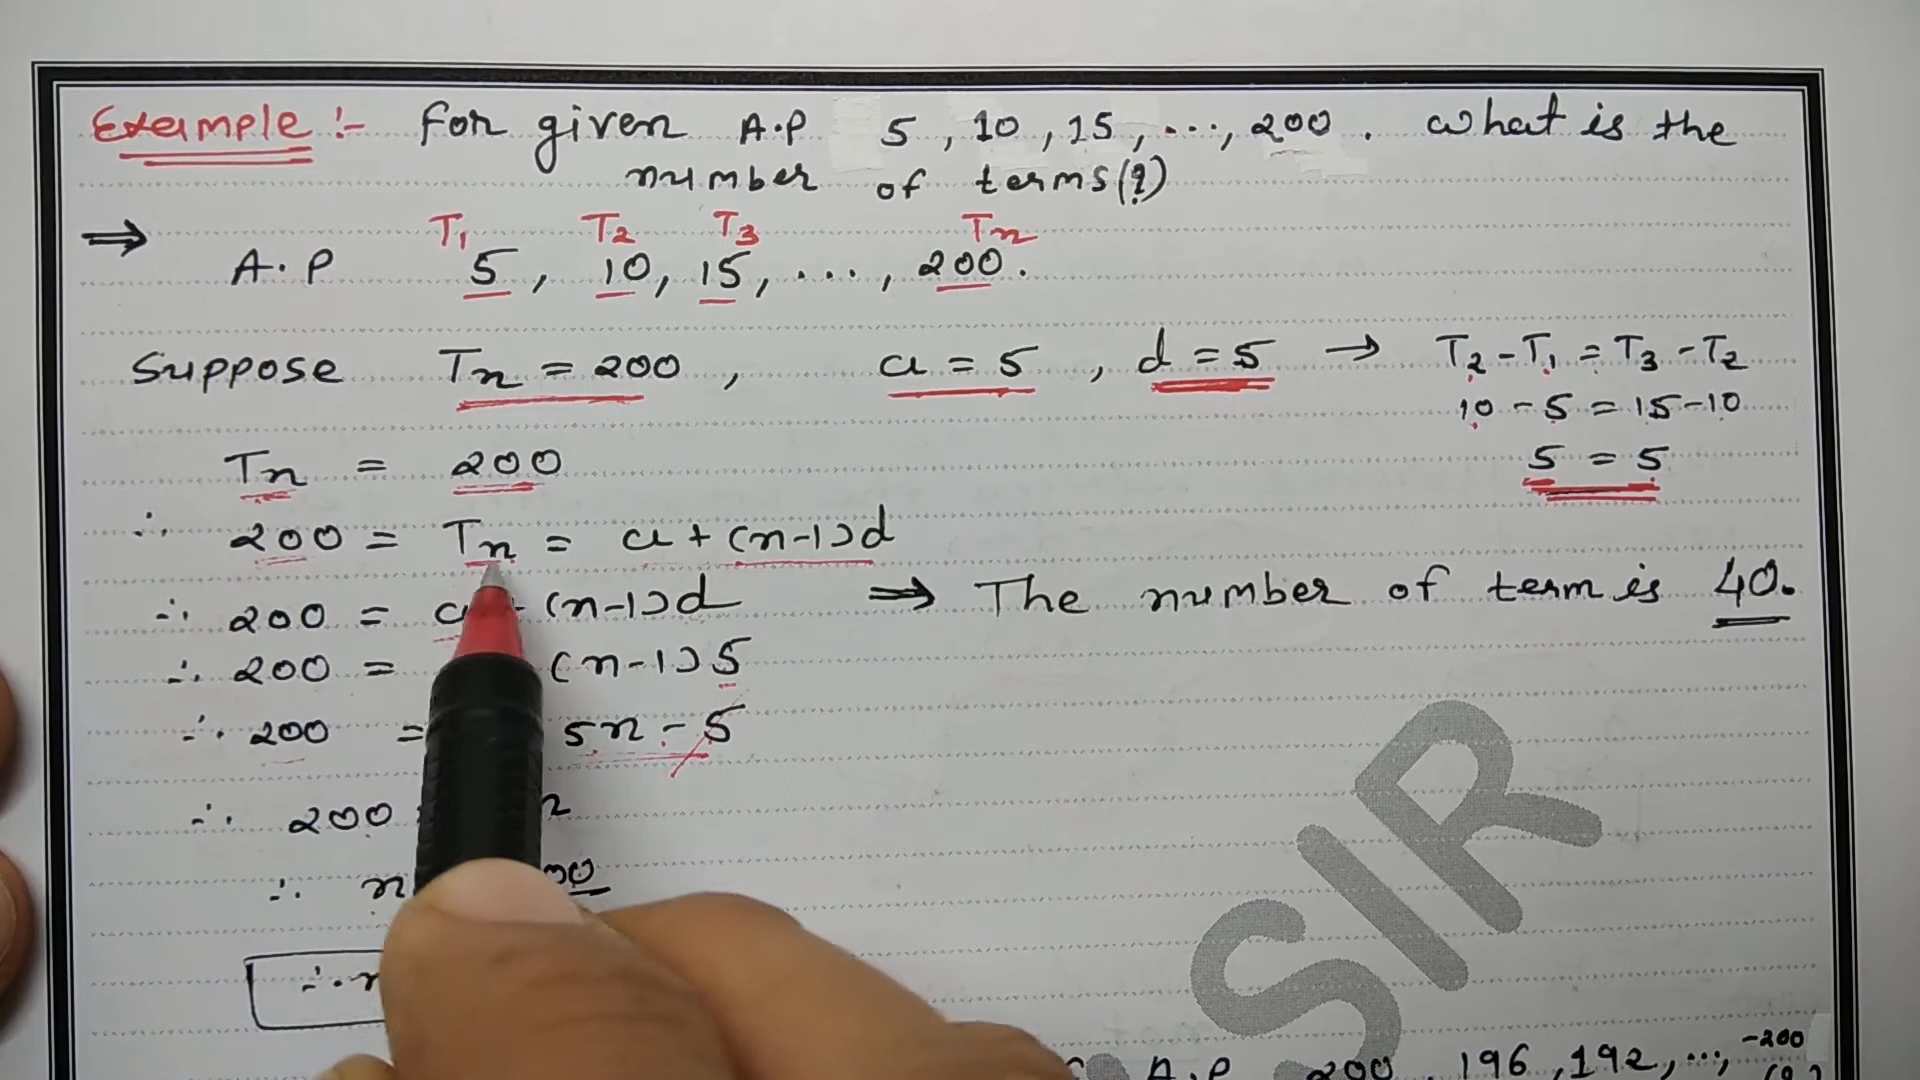 Example :- for given A.P 5, 10, 15, ..., 200. what is the
number of terms(?)
⇒ T1 T2 T3 Tn
A.P 5, 10, 15, ..., 200.
Suppose Tn = 200, a = 5, d = 5 → T2 - T1 = T3 - T2
10 - 5 = 15 - 10
Tn = 200 5 = 5
∴ 200 = Tn = a + (n-1)d
∴ 200 = a (n-1)d ⇒ The number of term is 40.
∴ 200 = (n-1)5
∴ 200 = 5n - 5
∴ 200
∴ n
∴ n
A.P 200, 196, 192, ..., -200
SIR